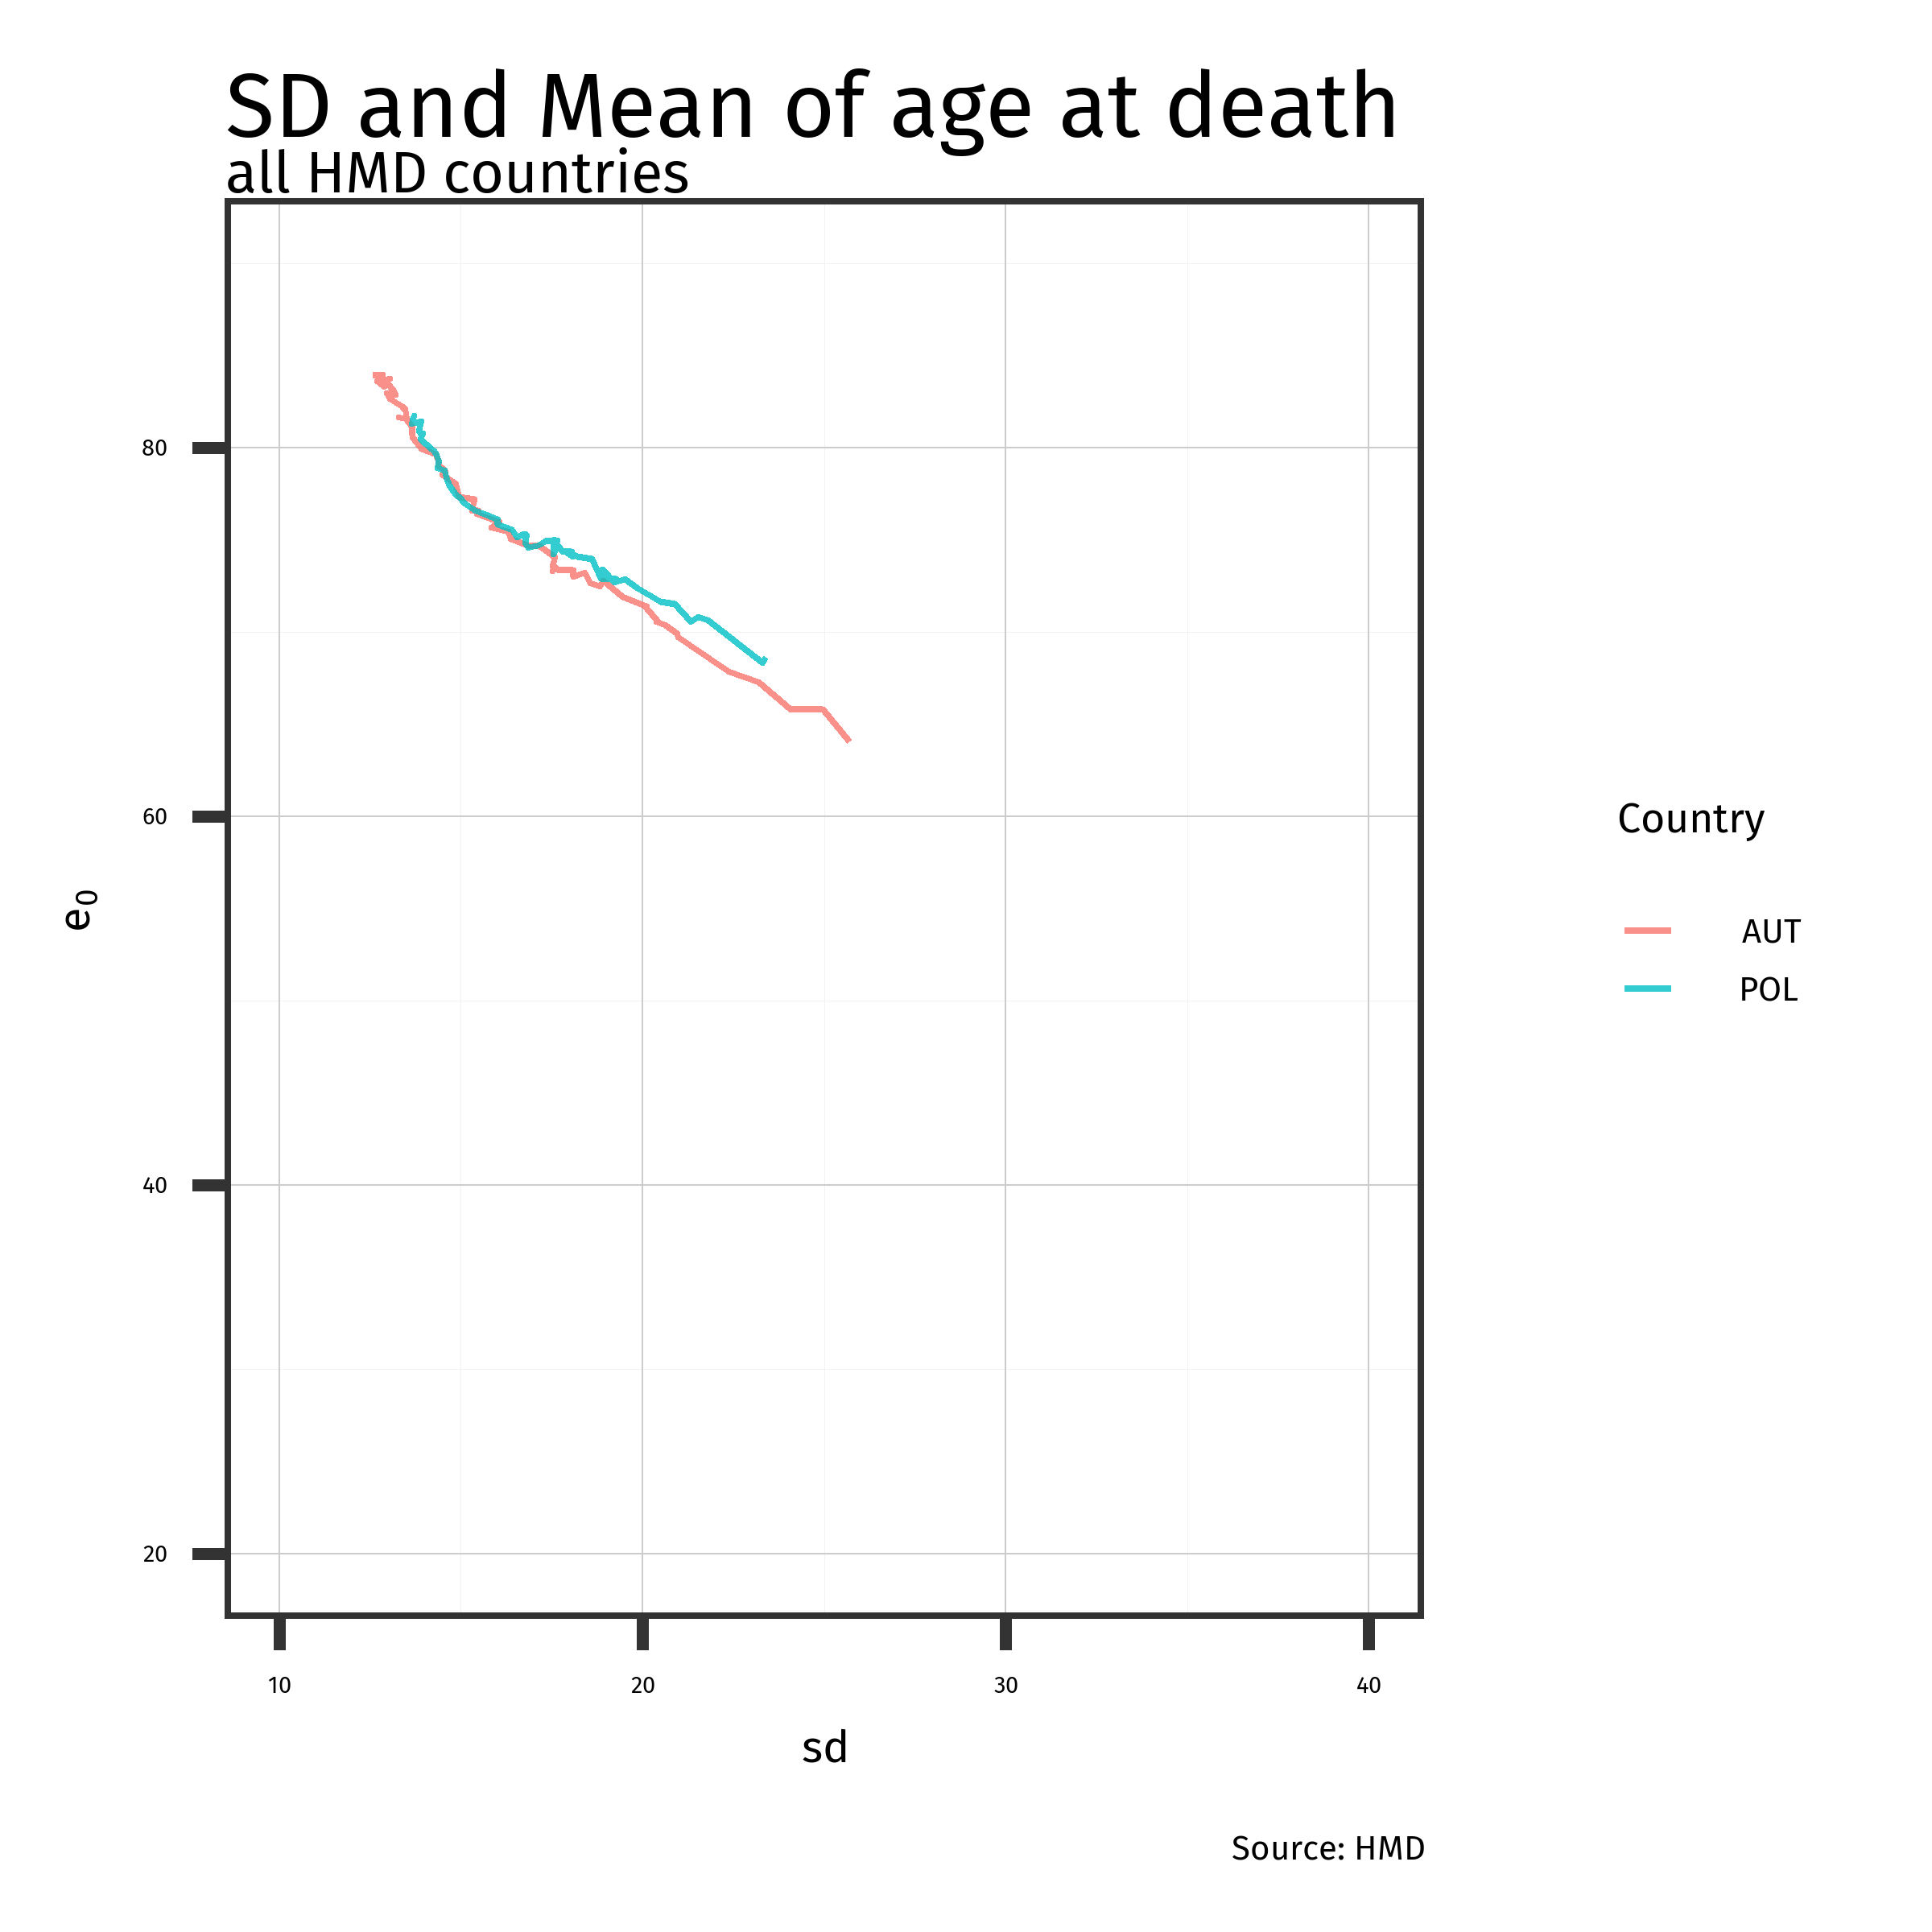 SD and Mean of age at death
all HMD countries
80
60
40
20
e₀
10 20 30 40
sd
Country
AUT
POL
Source: HMD